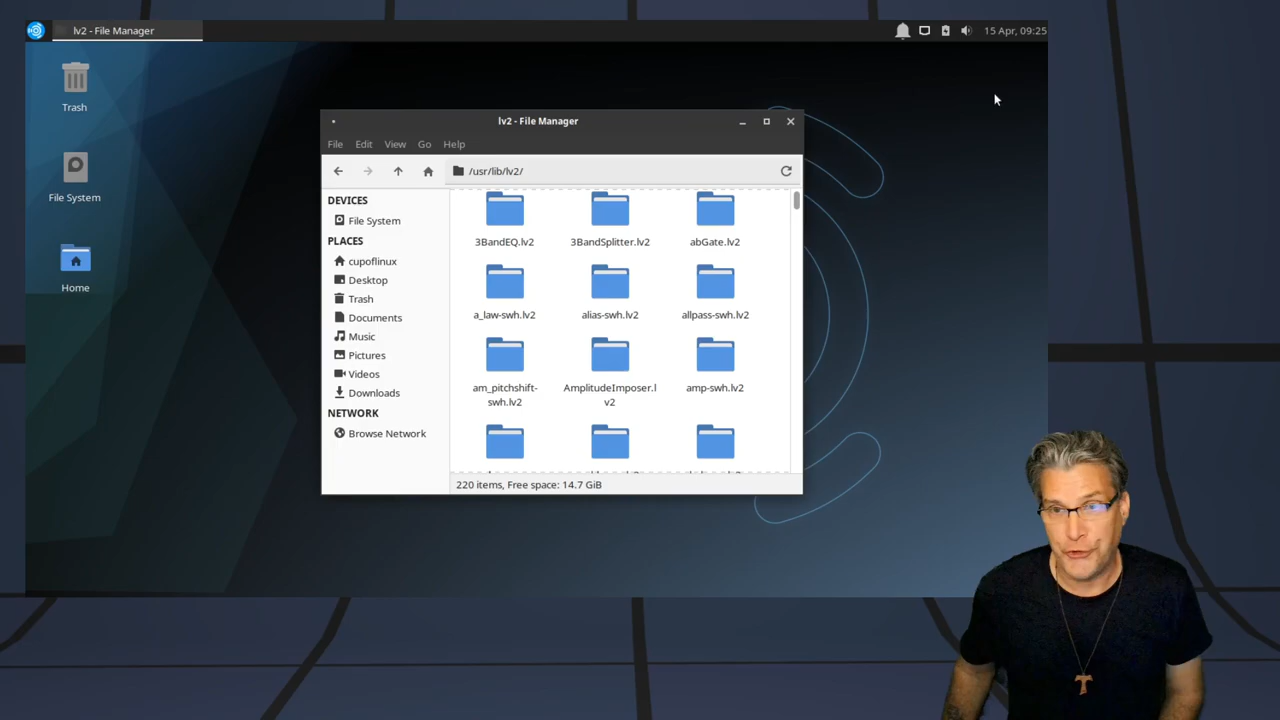 lv2 - File Manager
15 Apr, 09:25
Trash
File System
Home
lv2 - File Manager
File Edit View Go Help
/usr/lib/lv2/
DEVICES
File System
PLACES
cupoflinux
Desktop
Trash
Documents
Music
Pictures
Videos
Downloads
NETWORK
Browse Network
3BandEQ.lv2 3BandSplitter.lv2 abGate.lv2
a_law-swh.lv2 alias-swh.lv2 allpass-swh.lv2
am_pitchshift-
swh.lv2
AmplitudeImposer.l
v2
amp-swh.lv2
220 items, Free space: 14.7 GiB